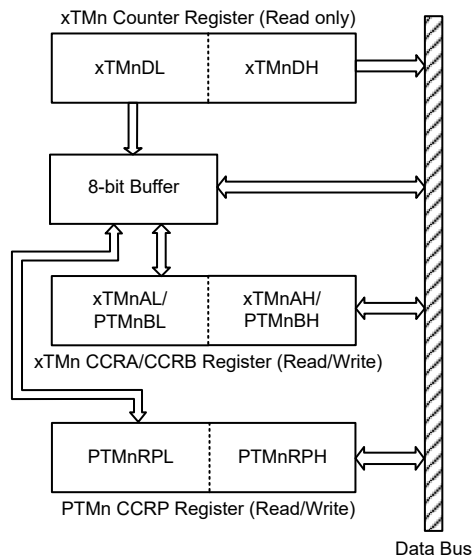 xTMn Counter Register (Read only)
xTMnDL xTMnDH
8-bit Buffer
xTMnAL/ xTMnAH/
PTMnBL PTMnBH
xTMn CCRA/CCRB Register (Read/Write)
PTMnRPL PTMnRPH
PTMn CCRP Register (Read/Write)
Data Bus